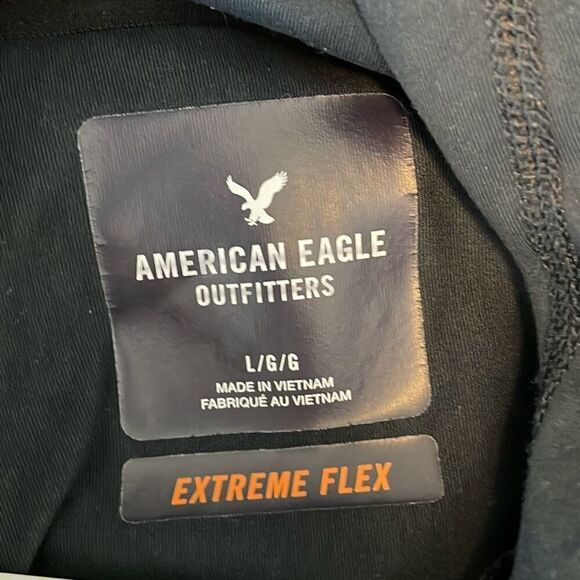 AMERICAN EAGLE
OUTFITTERS
L/G/G
MADE IN VIETNAM
FABRIQUÉ AU VIETNAM
EXTREME FLEX